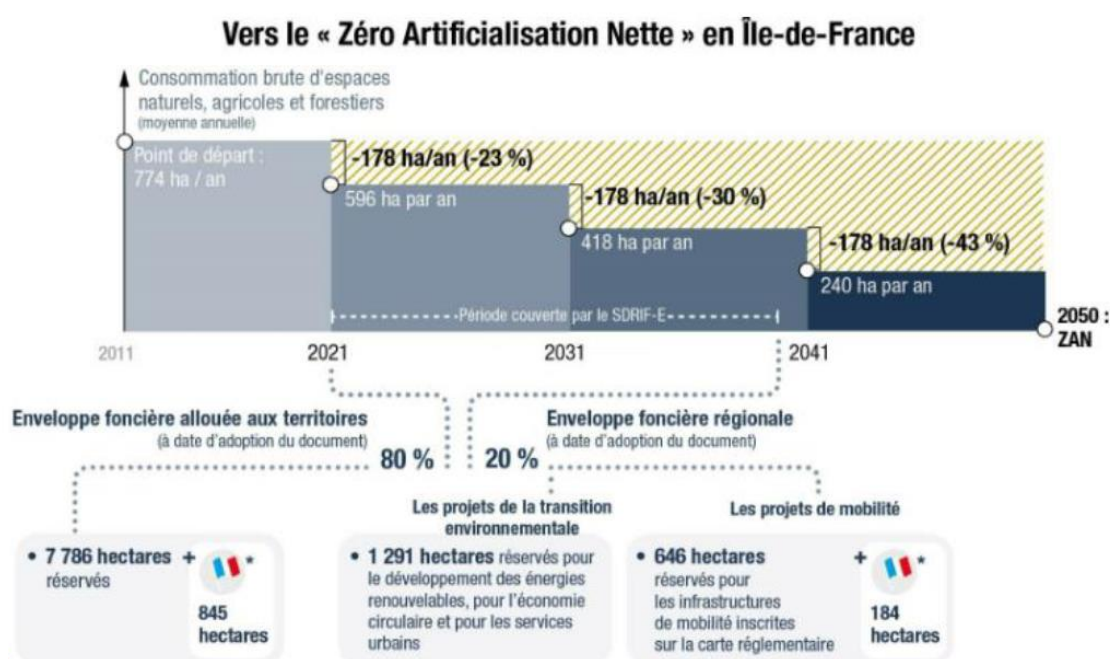 Vers le « Zéro Artificialisation Nette » en Île-de-France
Consommation brute d'espaces
naturels, agricoles et forestiers
(moyenne annuelle)
Point de départ :
774 ha / an
-178 ha/an (-23 %)
596 ha par an
-178 ha/an (-30 %)
418 ha par an
-178 ha/an (-43 %)
240 ha par an
Période couverte par le SDRIF-E
2050 :
ZAN
2011
2021
2031
2041
Enveloppe foncière allouée aux territoires
(à date d'adoption du document)
80 %
20 %
Enveloppe foncière régionale
(à date d'adoption du document)
Les projets de la transition
environnementale
Les projets de mobilité
• 7 786 hectares
réservés
+ *
845
hectares
• 1 291 hectares réservés pour
le développement des énergies
renouvelables, pour l'économie
circulaire et pour les services
urbains
• 646 hectares
réservés pour
les infrastructures
de mobilité inscrites
sur la carte réglementaire
+ *
184
hectares